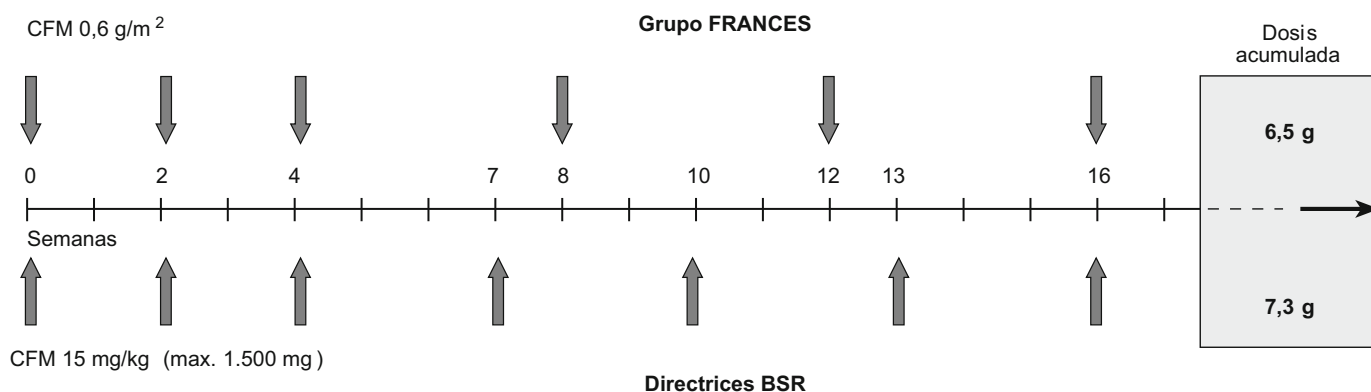 CFM 0,6 g/m 2
Grupo FRANCES
Dosis
acumulada
6,5 g
0 2 4 7 8 10 12 13 16
Semanas
7,3 g
CFM 15 mg/kg (max. 1.500 mg )
Directrices BSR